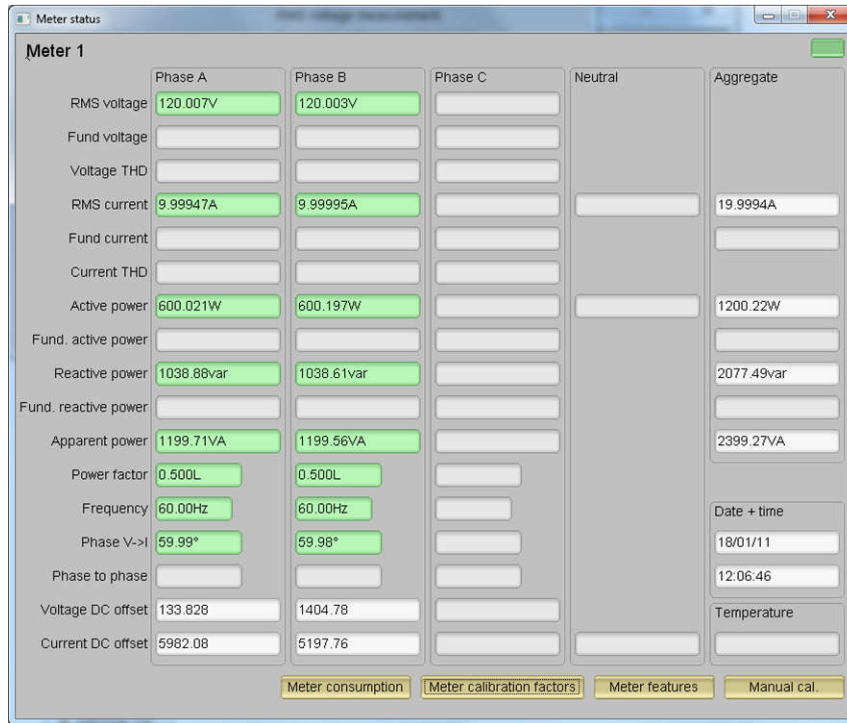 RMS voltage measurement
Meter status
Meter 1
Phase A Phase B Phase C Neutral Aggregate
RMS voltage 120.007V 120.003V
Fund voltage
Voltage THD
RMS current 9.99947A 9.99995A 19.9994A
Fund current
Current THD
Active power 600.021W 600.197W 1200.22W
Fund. active power
Reactive power 1038.88var 1038.61var 2077.49var
Fund. reactive power
Apparent power 1199.71VA 1199.56VA 2399.27VA
Power factor 0.500L 0.500L
Frequency 60.00Hz 60.00Hz Date + time
Phase V->I 59.99° 59.98° 18/01/11
Phase to phase 12:06:46
Voltage DC offset 133.828 1404.78 Temperature
Current DC offset 5982.08 5197.76
Meter consumption Meter calibration factors Meter features Manual cal.